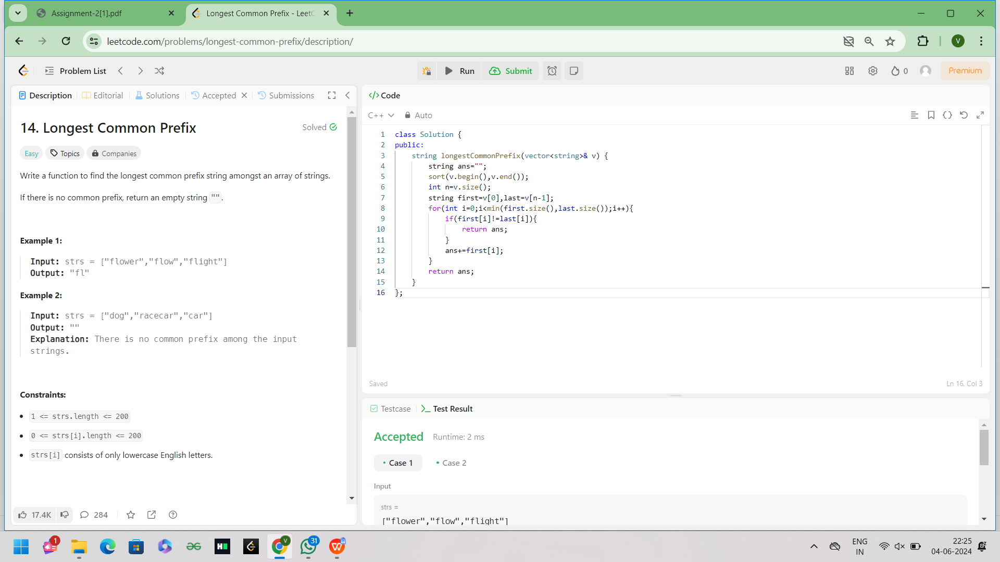 Assignment-2[1].pdf
Longest Common Prefix - LeetC
leetcode.com/problems/longest-common-prefix/description/
V
Problem List
Run
Submit
0
Premium
Description
Editorial
Solutions
Accepted
Submissions
14. Longest Common Prefix
Solved
Easy
Topics
Companies
Write a function to find the longest common prefix string amongst an array of strings.
If there is no common prefix, return an empty string "".
Example 1:
Input: strs = ["flower","flow","flight"]
Output: "fl"
Example 2:
Input: strs = ["dog","racecar","car"]
Output: ""
Explanation: There is no common prefix among the input
strings.
Constraints:
1 <= strs.length <= 200
0 <= strs[i].length <= 200
strs[i] consists of only lowercase English letters.
17.4K
284
</> Code
C++
Auto
1 class Solution {
2 public:
3     string longestCommonPrefix(vector<string>& v) {
4         string ans="";
5         sort(v.begin(),v.end());
6         int n=v.size();
7         string first=v[0],last=v[n-1];
8         for(int i=0;i<min(first.size(),last.size());i++){
9             if(first[i]!=last[i]){
10                 return ans;
11             }
12             ans+=first[i];
13         }
14         return ans;
15     }
16 };
Saved
Ln 16, Col 3
Testcase
Test Result
Accepted
Runtime: 2 ms
Case 1
Case 2
Input
strs =
["flower","flow","flight"]
1
V
31
ENG
IN
22:25
04-06-2024